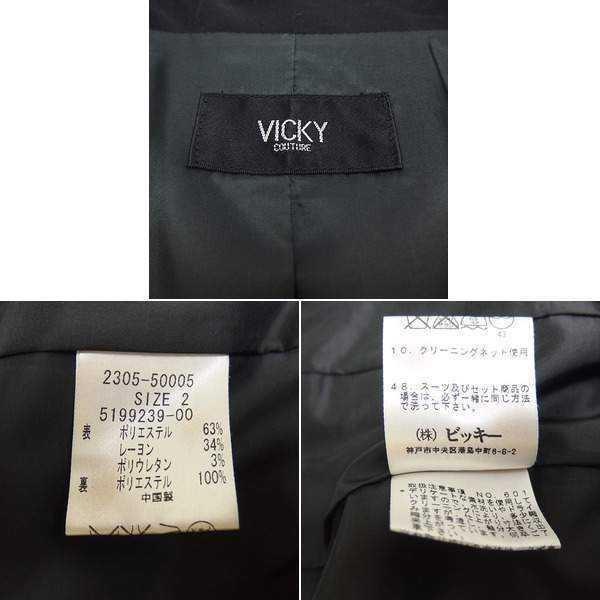 VICKY
COUTURE
2305-50005
SIZE 2
5199239-00
表 ポリエステル 63%
レーヨン 34%
ポリウレタン 3%
裏 ポリエステル 100%
中国製
43
10. クリーニングネット使用
48. スーツ及びセット商品の
場合は、必ず一緒に同じ方法
で洗って下さい。
(株) ビッキー
神戸市中央区港島中町6-6-2